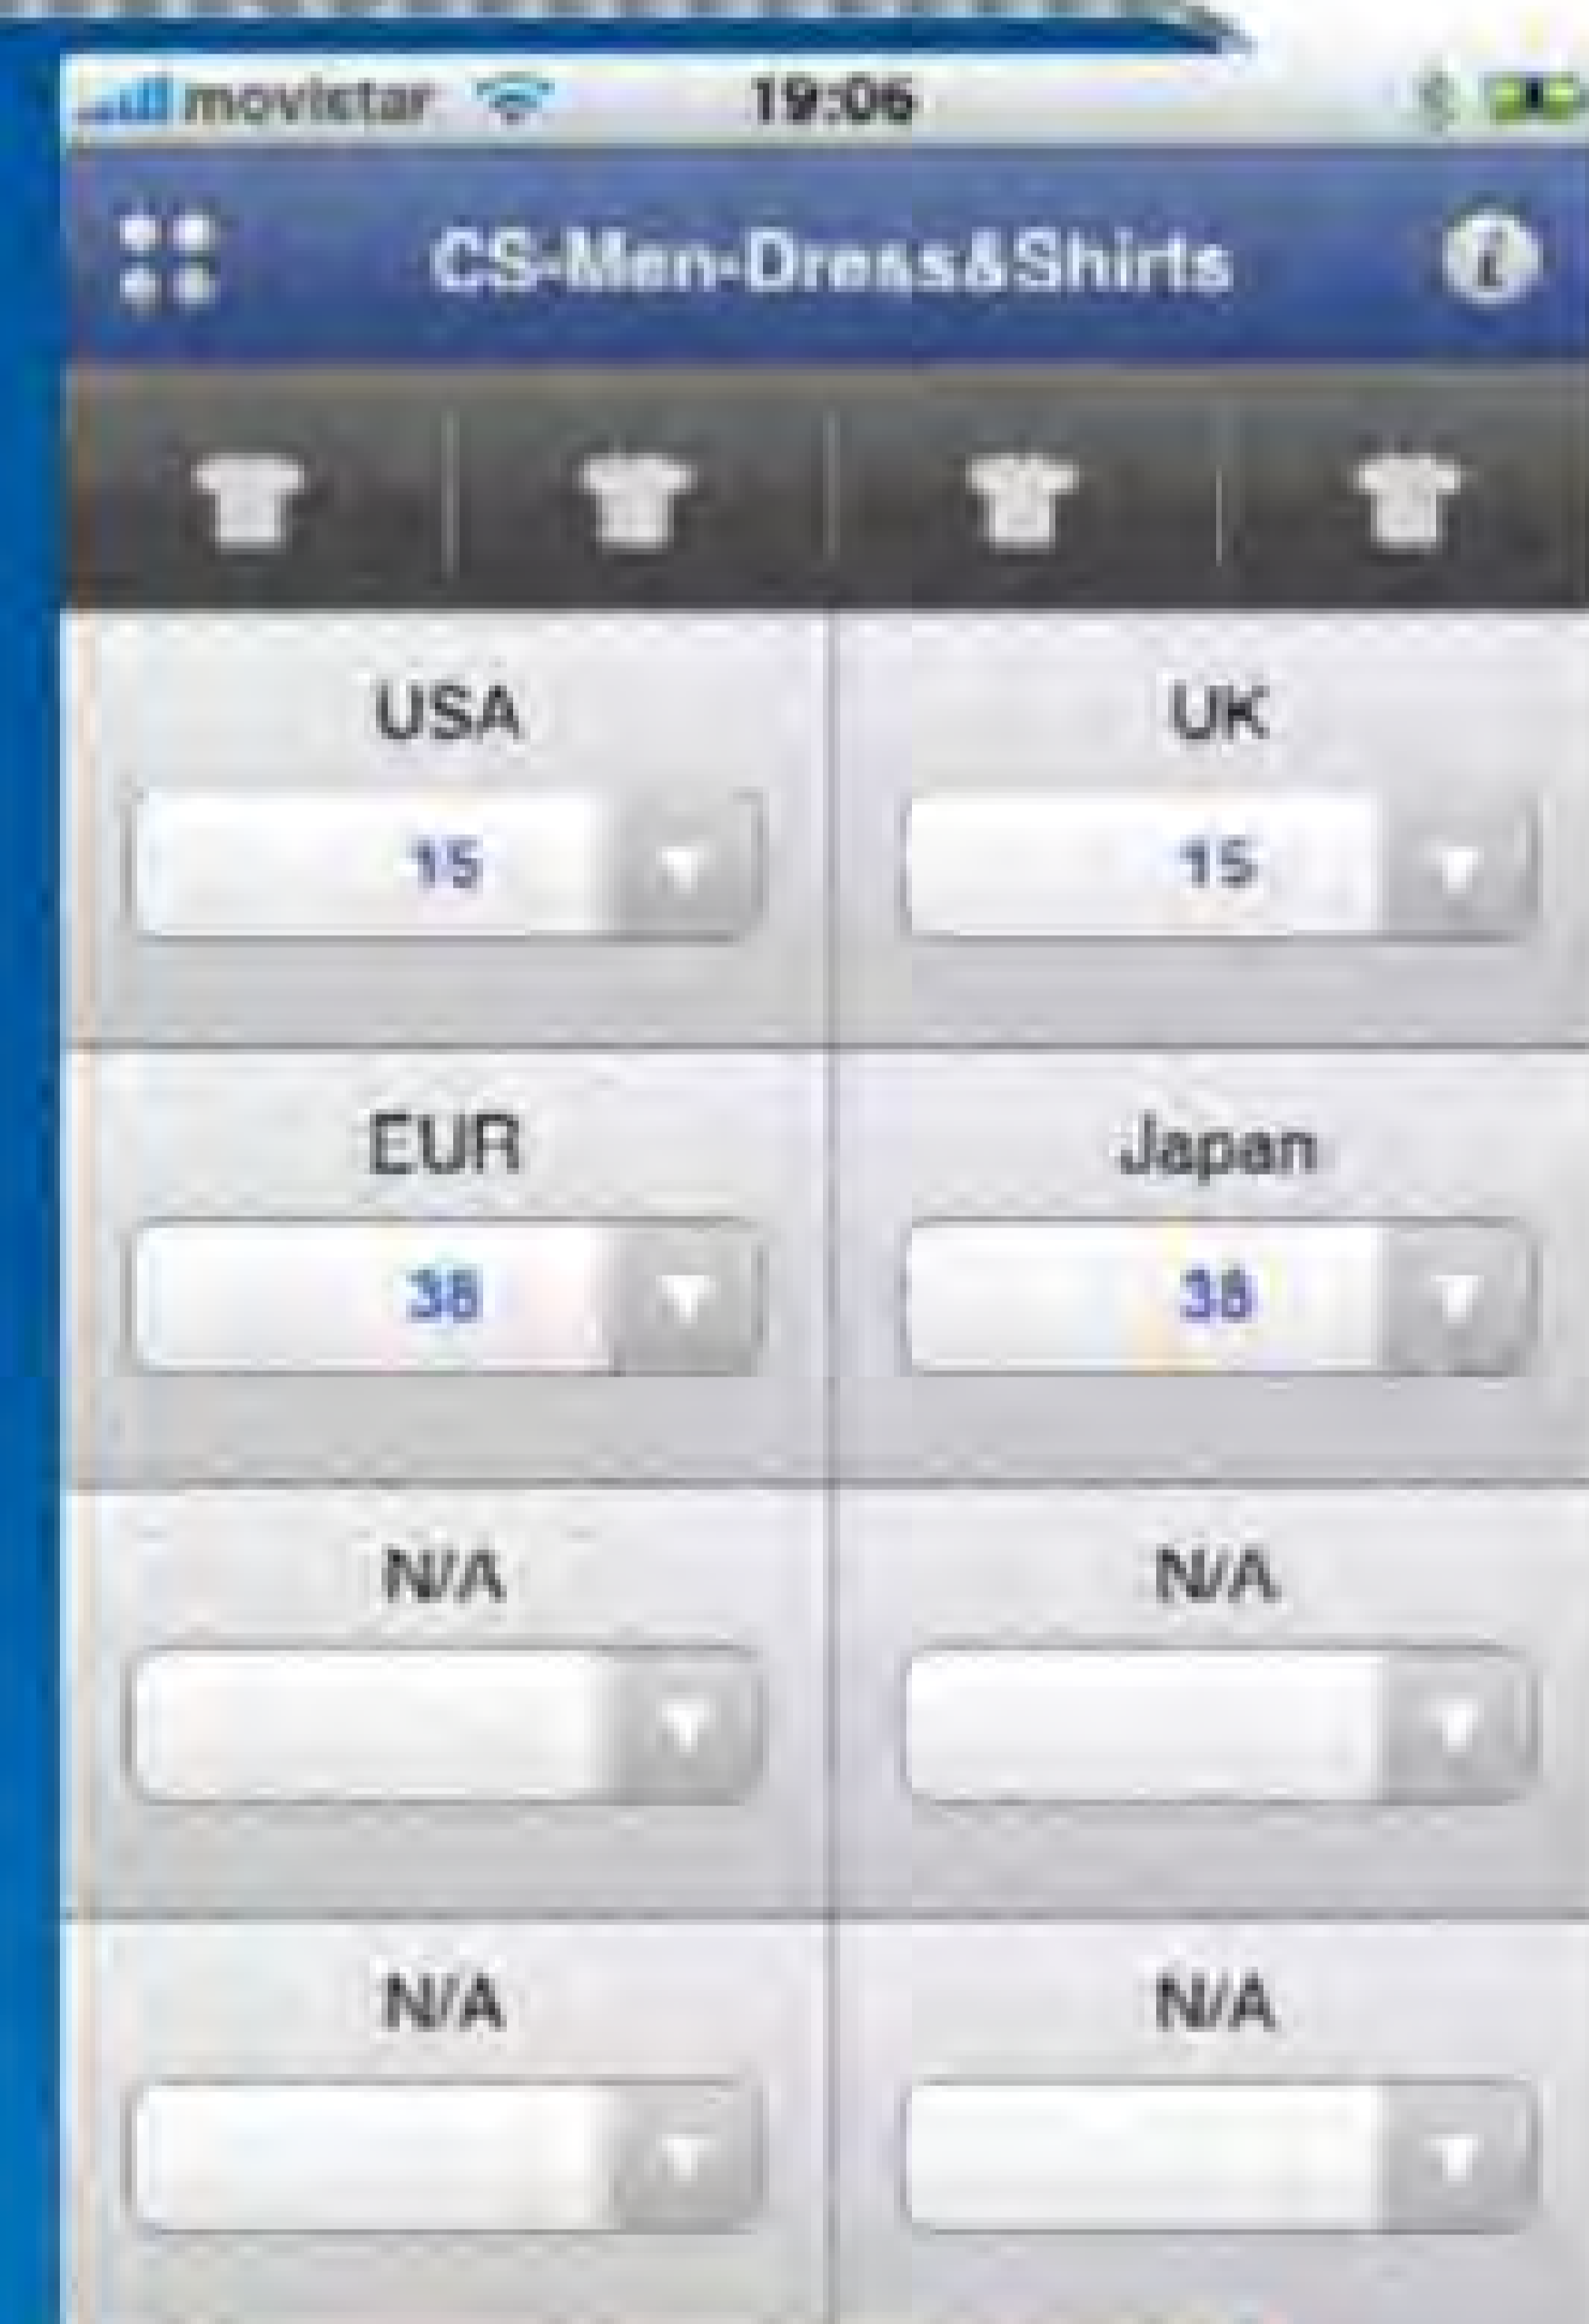 movistar 19:06
CS-Men-Dress&Shirts
USA UK
15 15
EUR Japan
38 38
N/A N/A
N/A N/A